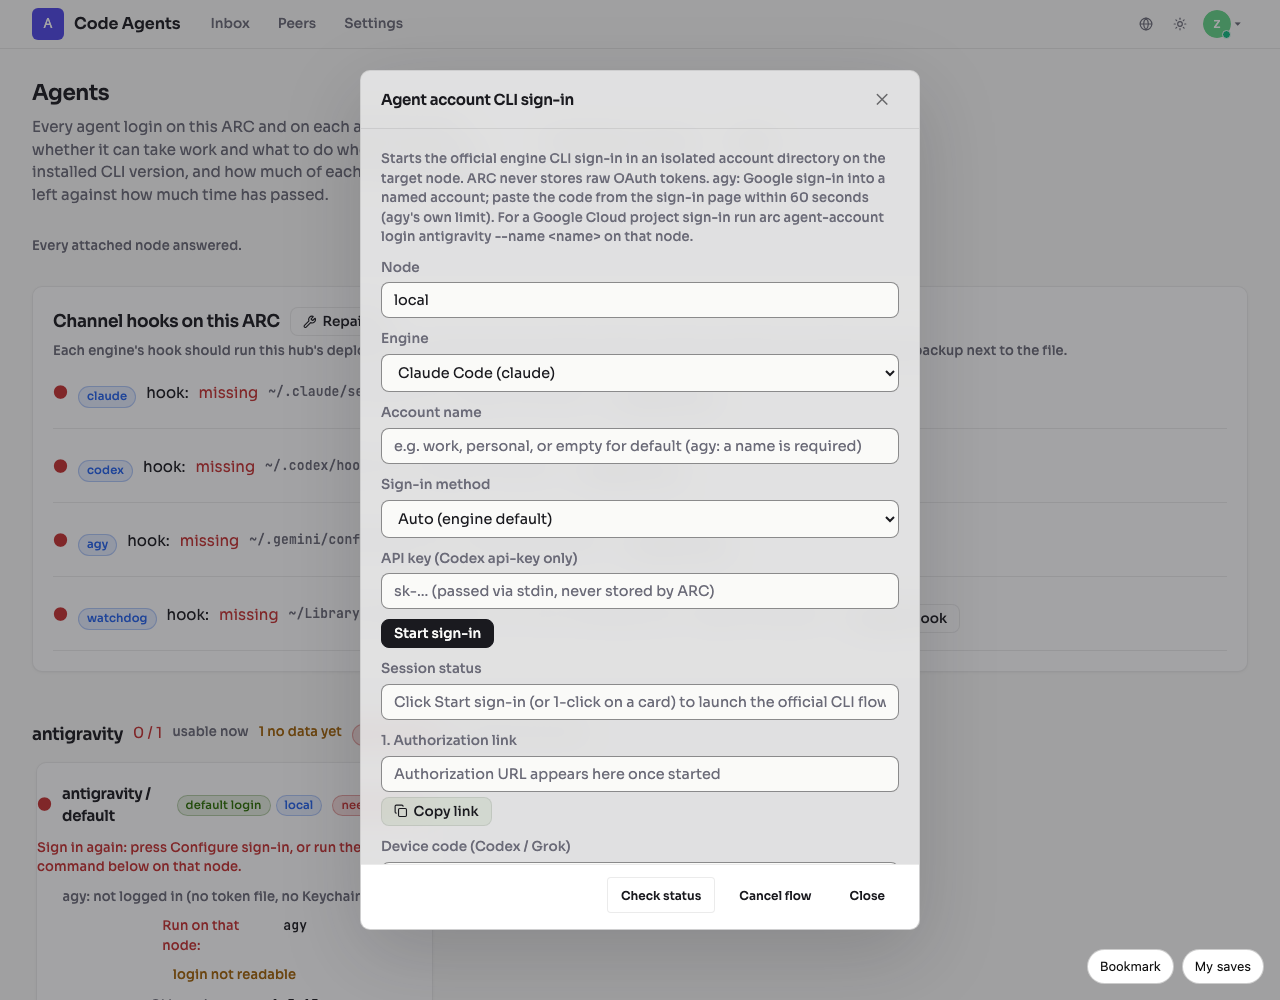 A Code Agents Inbox Peers Settings Z
Agents
Every agent login on this ARC and on each a
whether it can take work and what to do wh
installed CLI version, and how much of each
left against how much time has passed.
Every attached node answered.
Channel hooks on this ARC Repai
Each engine's hook should run this hub's deplo
backup next to the file.
claude hook: missing ~/.claude/se
codex hook: missing ~/.codex/hoo
agy hook: missing ~/.gemini/conf
watchdog hook: missing ~/Library
ook
antigravity 0 / 1 usable now 1 no data yet
antigravity /
default
default login local nee
Sign in again: press Configure sign-in, or run the
command below on that node.
agy: not logged in (no token file, no Keychain
Run on that
node:
agy
login not readable
Agent account CLI sign-in
Starts the official engine CLI sign-in in an isolated account directory on the
target node. ARC never stores raw OAuth tokens. agy: Google sign-in into a
named account; paste the code from the sign-in page within 60 seconds
(agy's own limit). For a Google Cloud project sign-in run arc agent-account
login antigravity --name <name> on that node.
Node
local
Engine
Claude Code (claude)
Account name
e.g. work, personal, or empty for default (agy: a name is required)
Sign-in method
Auto (engine default)
API key (Codex api-key only)
sk-... (passed via stdin, never stored by ARC)
Start sign-in
Session status
Click Start sign-in (or 1-click on a card) to launch the official CLI flow
1. Authorization link
Authorization URL appears here once started
Copy link
Device code (Codex / Grok)
Check status Cancel flow Close
Bookmark My saves